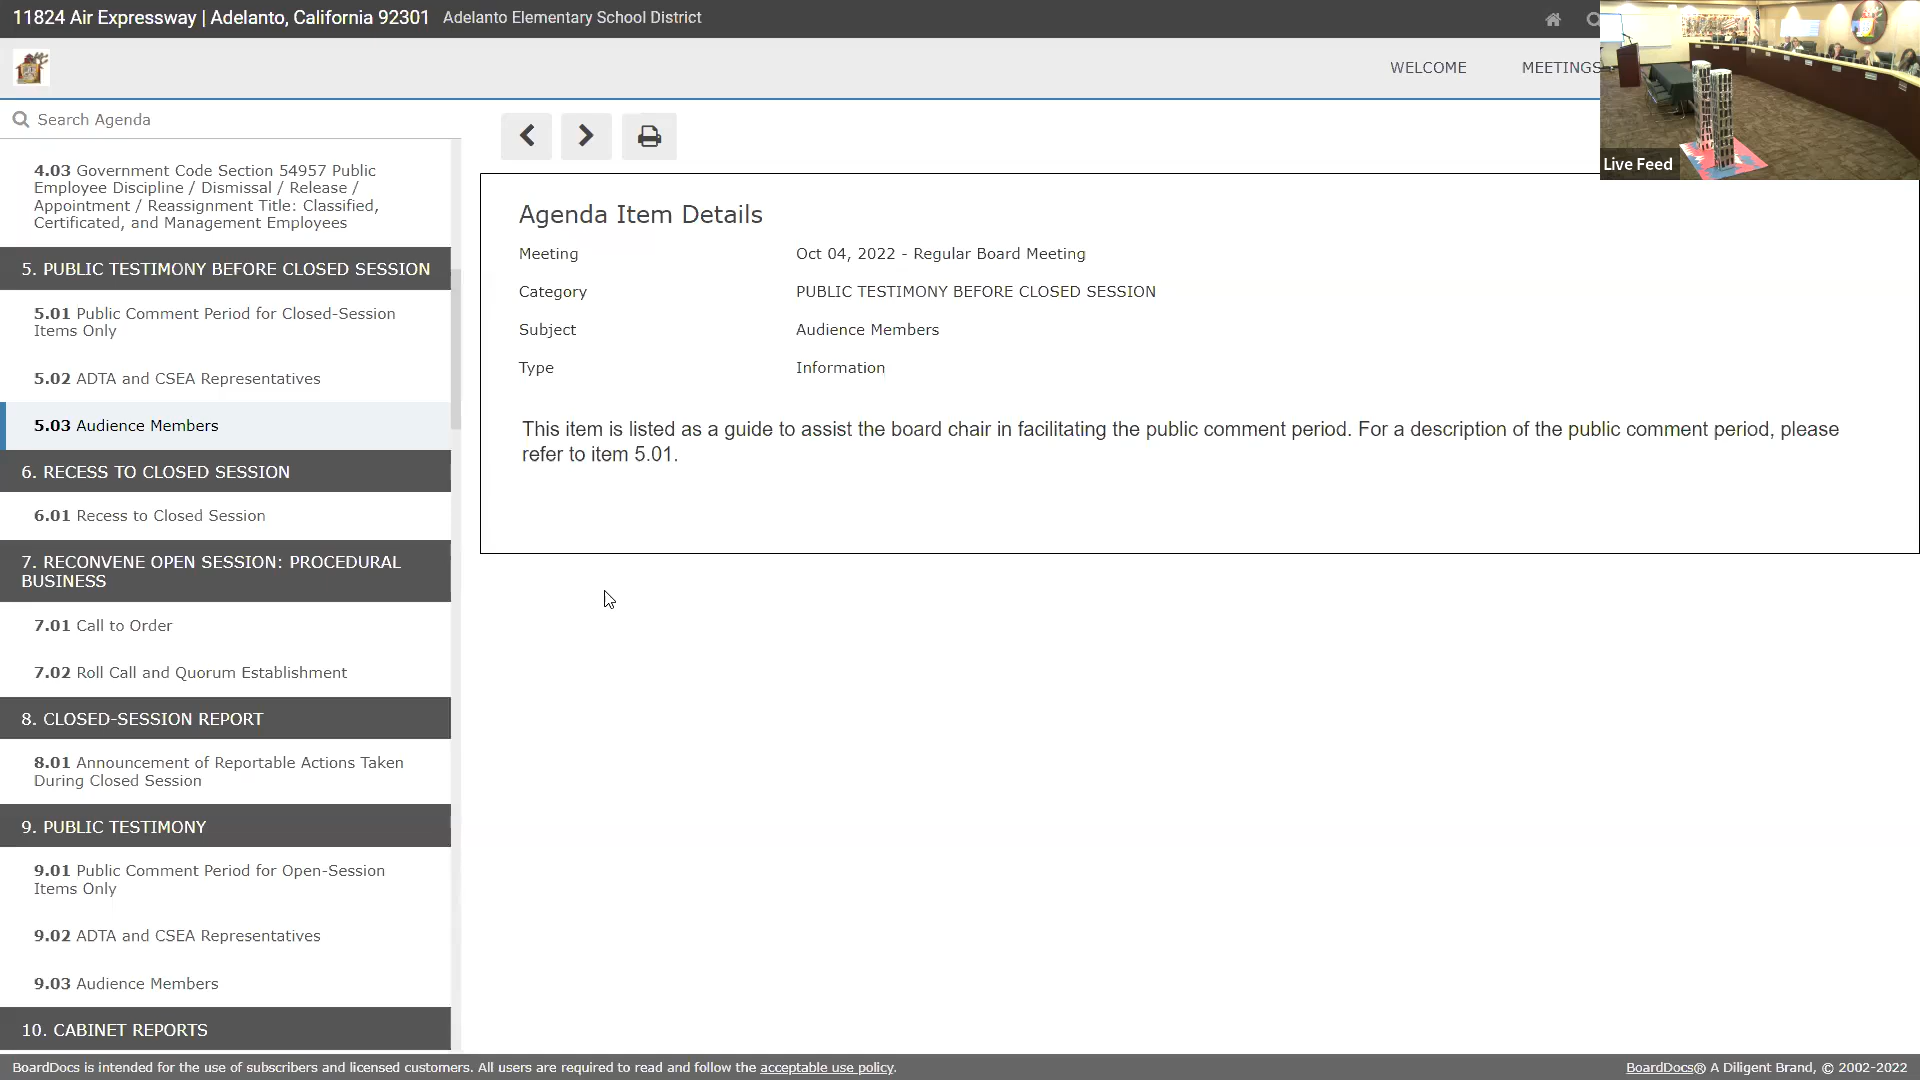 11824 Air Expressway | Adelanto, California 92301 Adelanto Elementary School District
WELCOME MEETINGS
Live Feed
Search Agenda
4.03 Government Code Section 54957 Public
Employee Discipline / Dismissal / Release /
Appointment / Reassignment Title: Classified,
Certificated, and Management Employees
5. PUBLIC TESTIMONY BEFORE CLOSED SESSION
5.01 Public Comment Period for Closed-Session
Items Only
5.02 ADTA and CSEA Representatives
5.03 Audience Members
6. RECESS TO CLOSED SESSION
6.01 Recess to Closed Session
7. RECONVENE OPEN SESSION: PROCEDURAL
BUSINESS
7.01 Call to Order
7.02 Roll Call and Quorum Establishment
8. CLOSED-SESSION REPORT
8.01 Announcement of Reportable Actions Taken
During Closed Session
9. PUBLIC TESTIMONY
9.01 Public Comment Period for Open-Session
Items Only
9.02 ADTA and CSEA Representatives
9.03 Audience Members
10. CABINET REPORTS
Agenda Item Details
Meeting Oct 04, 2022 - Regular Board Meeting
Category PUBLIC TESTIMONY BEFORE CLOSED SESSION
Subject Audience Members
Type Information
This item is listed as a guide to assist the board chair in facilitating the public comment period. For a description of the public comment period, please
refer to item 5.01.
BoardDocs is intended for the use of subscribers and licensed customers. All users are required to read and follow the acceptable use policy.
BoardDocs® A Diligent Brand, © 2002-2022